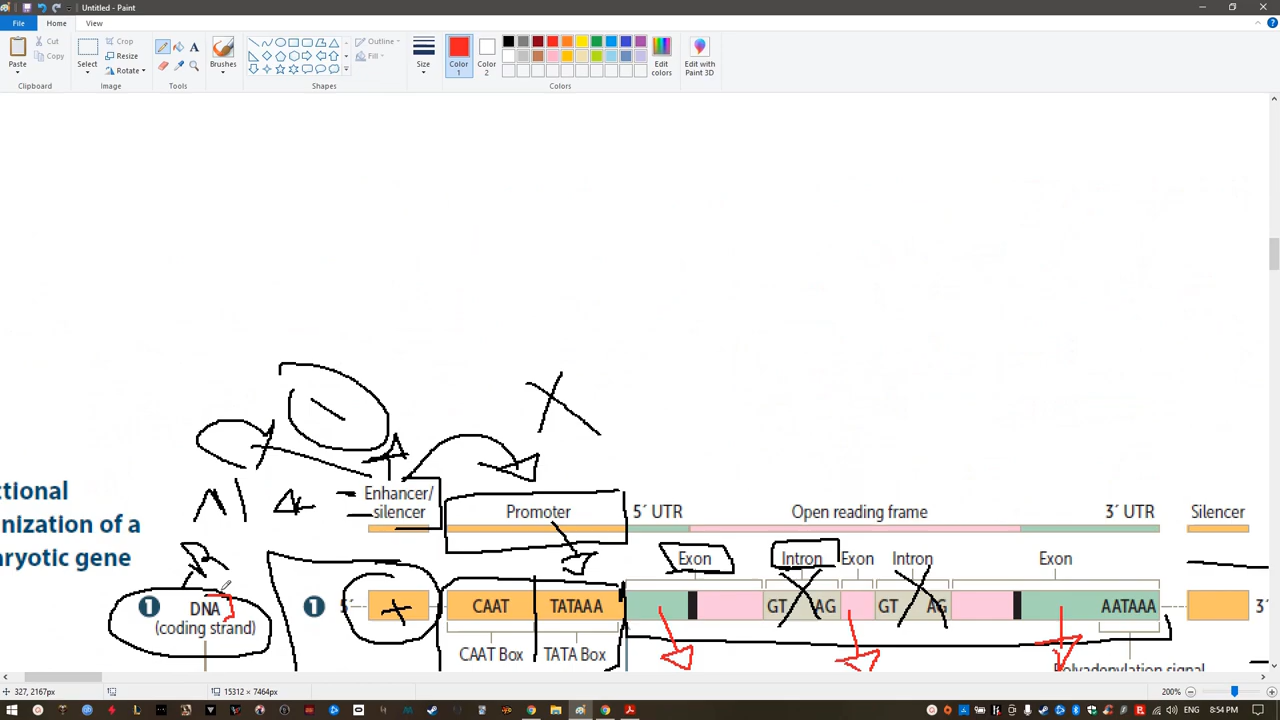 Untitled - Paint
File Home View
Paste
Cut
Copy
Clipboard
Select
Crop
Resize
Rotate
Image
Tools
Brushes
Shapes
Outline
Fill
Size
Color 1
Color 2
Colors
Edit colors
Edit with Paint 3D
ctional
nization of a
aryotic gene
Enhancer/
silencer
Promoter
5´ UTR
Open reading frame
3´ UTR
Silencer
Exon
Intron
Exon
Intron
Exon
1
DNA
(coding strand)
1
5´
CAAT
TATAAA
GT
AG
GT
AG
AATAAA
3´
CAAT Box
TATA Box
Polyadenylation signal
327, 2167px
15312 × 7464px
200%
ENG
8:54 PM